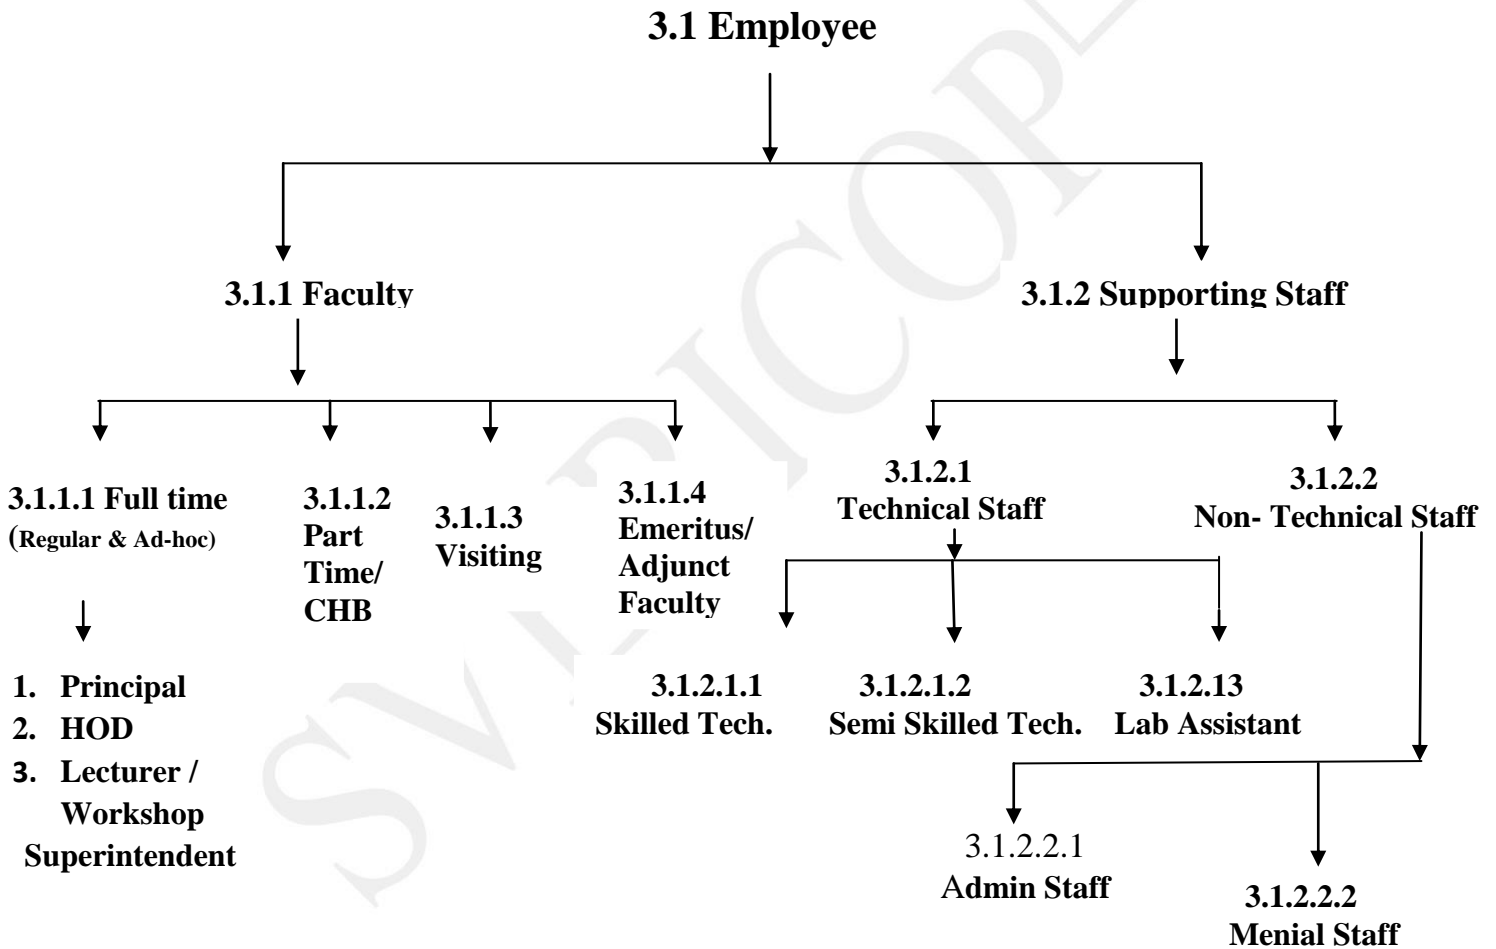 3.1 Employee
3.1.1 Faculty
3.1.2 Supporting Staff
3.1.1.1 Full time
(Regular & Ad-hoc)
3.1.1.2
Part
Time/
CHB
3.1.1.3
Visiting
3.1.1.4
Emeritus/
Adjunct
Faculty
3.1.2.1
Technical Staff
3.1.2.2
Non- Technical Staff
1. Principal
2. HOD
3. Lecturer /
Workshop
Superintendent
3.1.2.1.1
Skilled Tech.
3.1.2.1.2
Semi Skilled Tech.
3.1.2.13
Lab Assistant
3.1.2.2.1
Admin Staff
3.1.2.2.2
Menial Staff